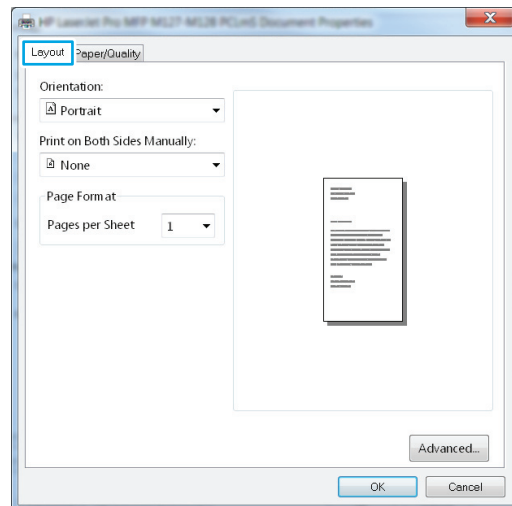 HP LaserJet Pro MFP M127-M128 PCLmS Document Properties
Layout Paper/Quality
Orientation:
Portrait
Print on Both Sides Manually:
None
Page Format
Pages per Sheet 1
Advanced...
OK Cancel